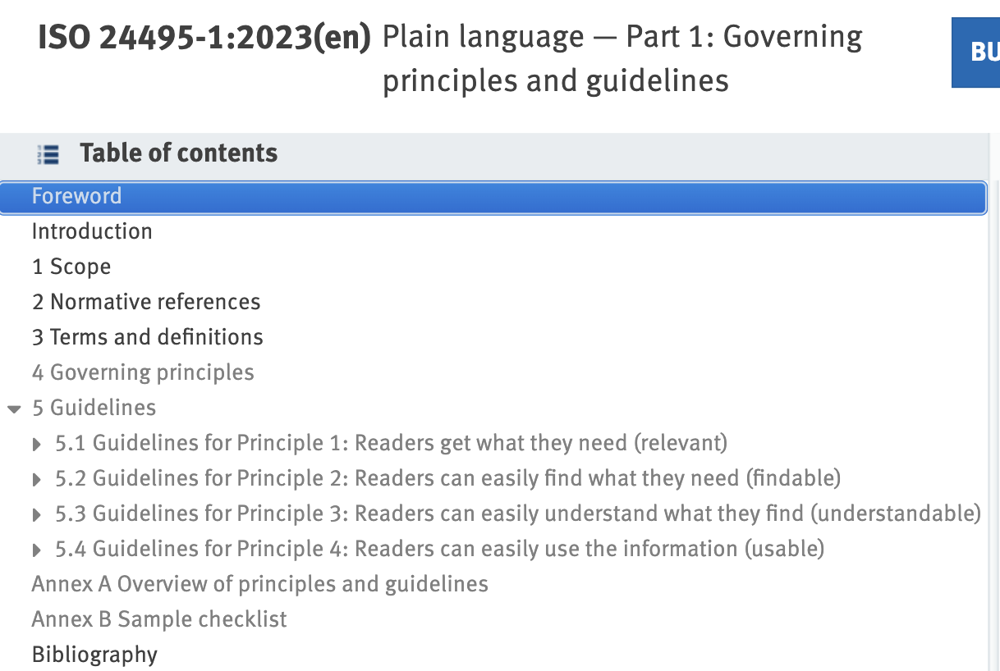 ISO 24495-1:2023(en) Plain language — Part 1: Governing
principles and guidelines
BU
Table of contents
Foreword
Introduction
1 Scope
2 Normative references
3 Terms and definitions
4 Governing principles
5 Guidelines
5.1 Guidelines for Principle 1: Readers get what they need (relevant)
5.2 Guidelines for Principle 2: Readers can easily find what they need (findable)
5.3 Guidelines for Principle 3: Readers can easily understand what they find (understandable)
5.4 Guidelines for Principle 4: Readers can easily use the information (usable)
Annex A Overview of principles and guidelines
Annex B Sample checklist
Bibliography